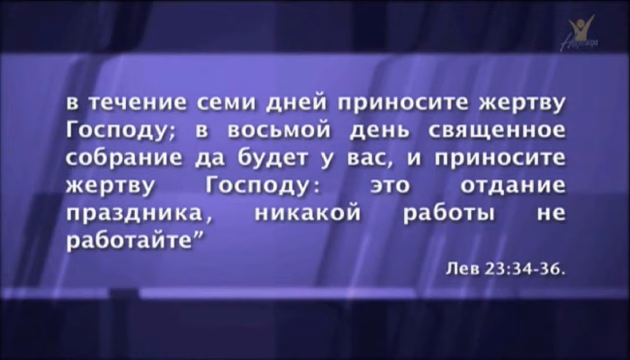 в течение семи дней приносите жертву
Господу; в восьмой день священное
собрание да будет у вас, и приносите
жертву Господу: это отдание
праздника, никакой работы не
работайте”
Лев 23:34-36.